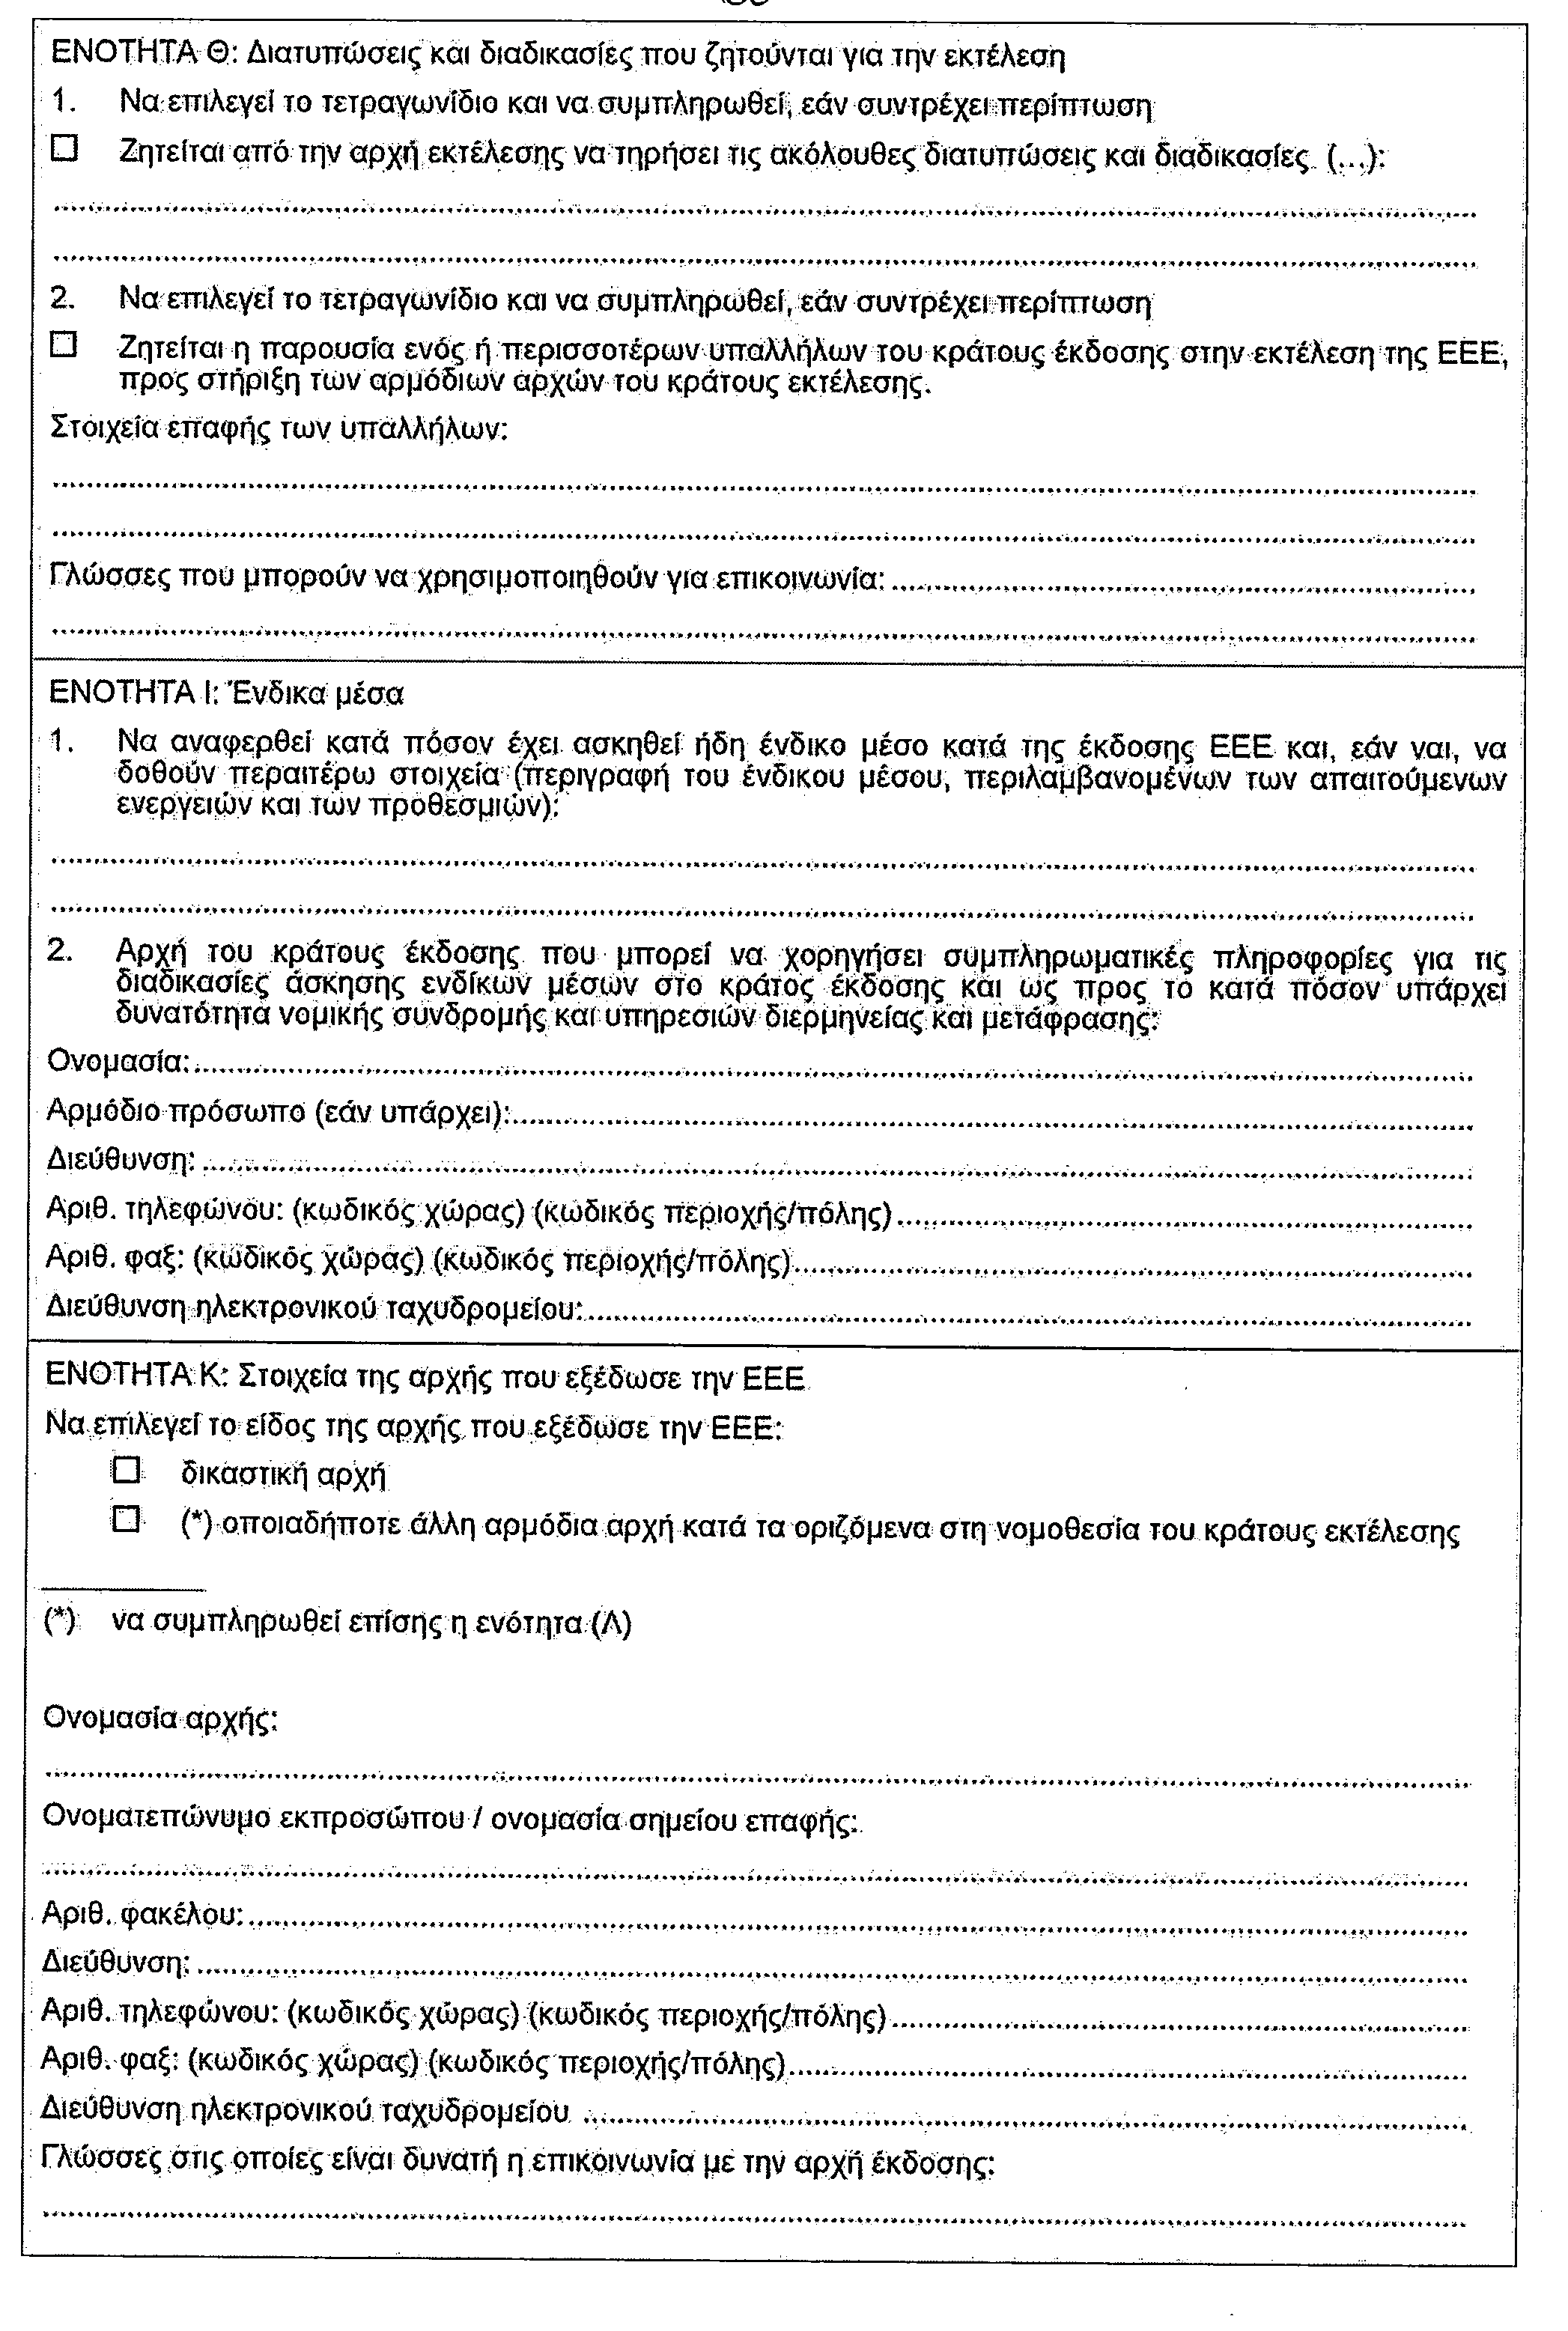 ΕΝΟΤΗΤΑ Θ: Διατυπώσεις και διαδικασίες που ζητούνται για την εκτέλεση
1. Να επιλεγεί το τετραγωνίδιο και να συμπληρωθεί, εάν συντρέχει περίπτωση
☐ Ζητείται από την αρχή εκτέλεσης να τηρήσει τις ακόλουθες διατυπώσεις και διαδικασίες (...):
2. Να επιλεγεί το τετραγωνίδιο και να συμπληρωθεί, εάν συντρέχει περίπτωση
☐ Ζητείται η παρουσία ενός ή περισσοτέρων υπαλλήλων του κράτους έκδοσης στην εκτέλεση της ΕΕΕ,
προς στήριξη των αρμόδιων αρχών του κράτους εκτέλεσης.
Στοιχεία επαφής των υπαλλήλων:
Γλώσσες που μπορούν να χρησιμοποιηθούν για επικοινωνία:
ΕΝΟΤΗΤΑ Ι: Ένδικα μέσα
1. Να αναφερθεί κατά πόσον έχει ασκηθεί ήδη ένδικο μέσο κατά της έκδοσης ΕΕΕ και, εάν ναι, να
δοθούν περαιτέρω στοιχεία (περιγραφή του ένδικου μέσου, περιλαμβανομένων των απαιτούμενων
ενεργειών και των προθεσμιών):
2. Αρχή του κράτους έκδοσης που μπορεί να χορηγήσει συμπληρωματικές πληροφορίες για τις
διαδικασίες άσκησης ενδίκων μέσων στο κράτος έκδοσης και ως προς το κατά πόσον υπάρχει
δυνατότητα νομικής συνδρομής και υπηρεσιών διερμηνείας και μετάφρασης:
Ονομασία:
Αρμόδιο πρόσωπο (εάν υπάρχει):
Διεύθυνση:
Αριθ. τηλεφώνου: (κωδικός χώρας) (κωδικός περιοχής/πόλης)
Αριθ. φαξ: (κωδικός χώρας) (κωδικός περιοχής/πόλης)
Διεύθυνση ηλεκτρονικού ταχυδρομείου:
ΕΝΟΤΗΤΑ Κ: Στοιχεία της αρχής που εξέδωσε την ΕΕΕ
Να επιλεγεί το είδος της αρχής που εξέδωσε την ΕΕΕ:
☐ δικαστική αρχή
☐ (*) οποιαδήποτε άλλη αρμόδια αρχή κατά τα οριζόμενα στη νομοθεσία του κράτους εκτέλεσης
(*) να συμπληρωθεί επίσης η ενότητα (Λ)
Ονομασία αρχής:
Ονοματεπώνυμο εκπροσώπου / ονομασία σημείου επαφής:
Αριθ. φακέλου:
Διεύθυνση:
Αριθ. τηλεφώνου: (κωδικός χώρας) (κωδικός περιοχής/πόλης)
Αριθ. φαξ: (κωδικός χώρας) (κωδικός περιοχής/πόλης)
Διεύθυνση ηλεκτρονικού ταχυδρομείου
Γλώσσες στις οποίες είναι δυνατή η επικοινωνία με την αρχή έκδοσης: